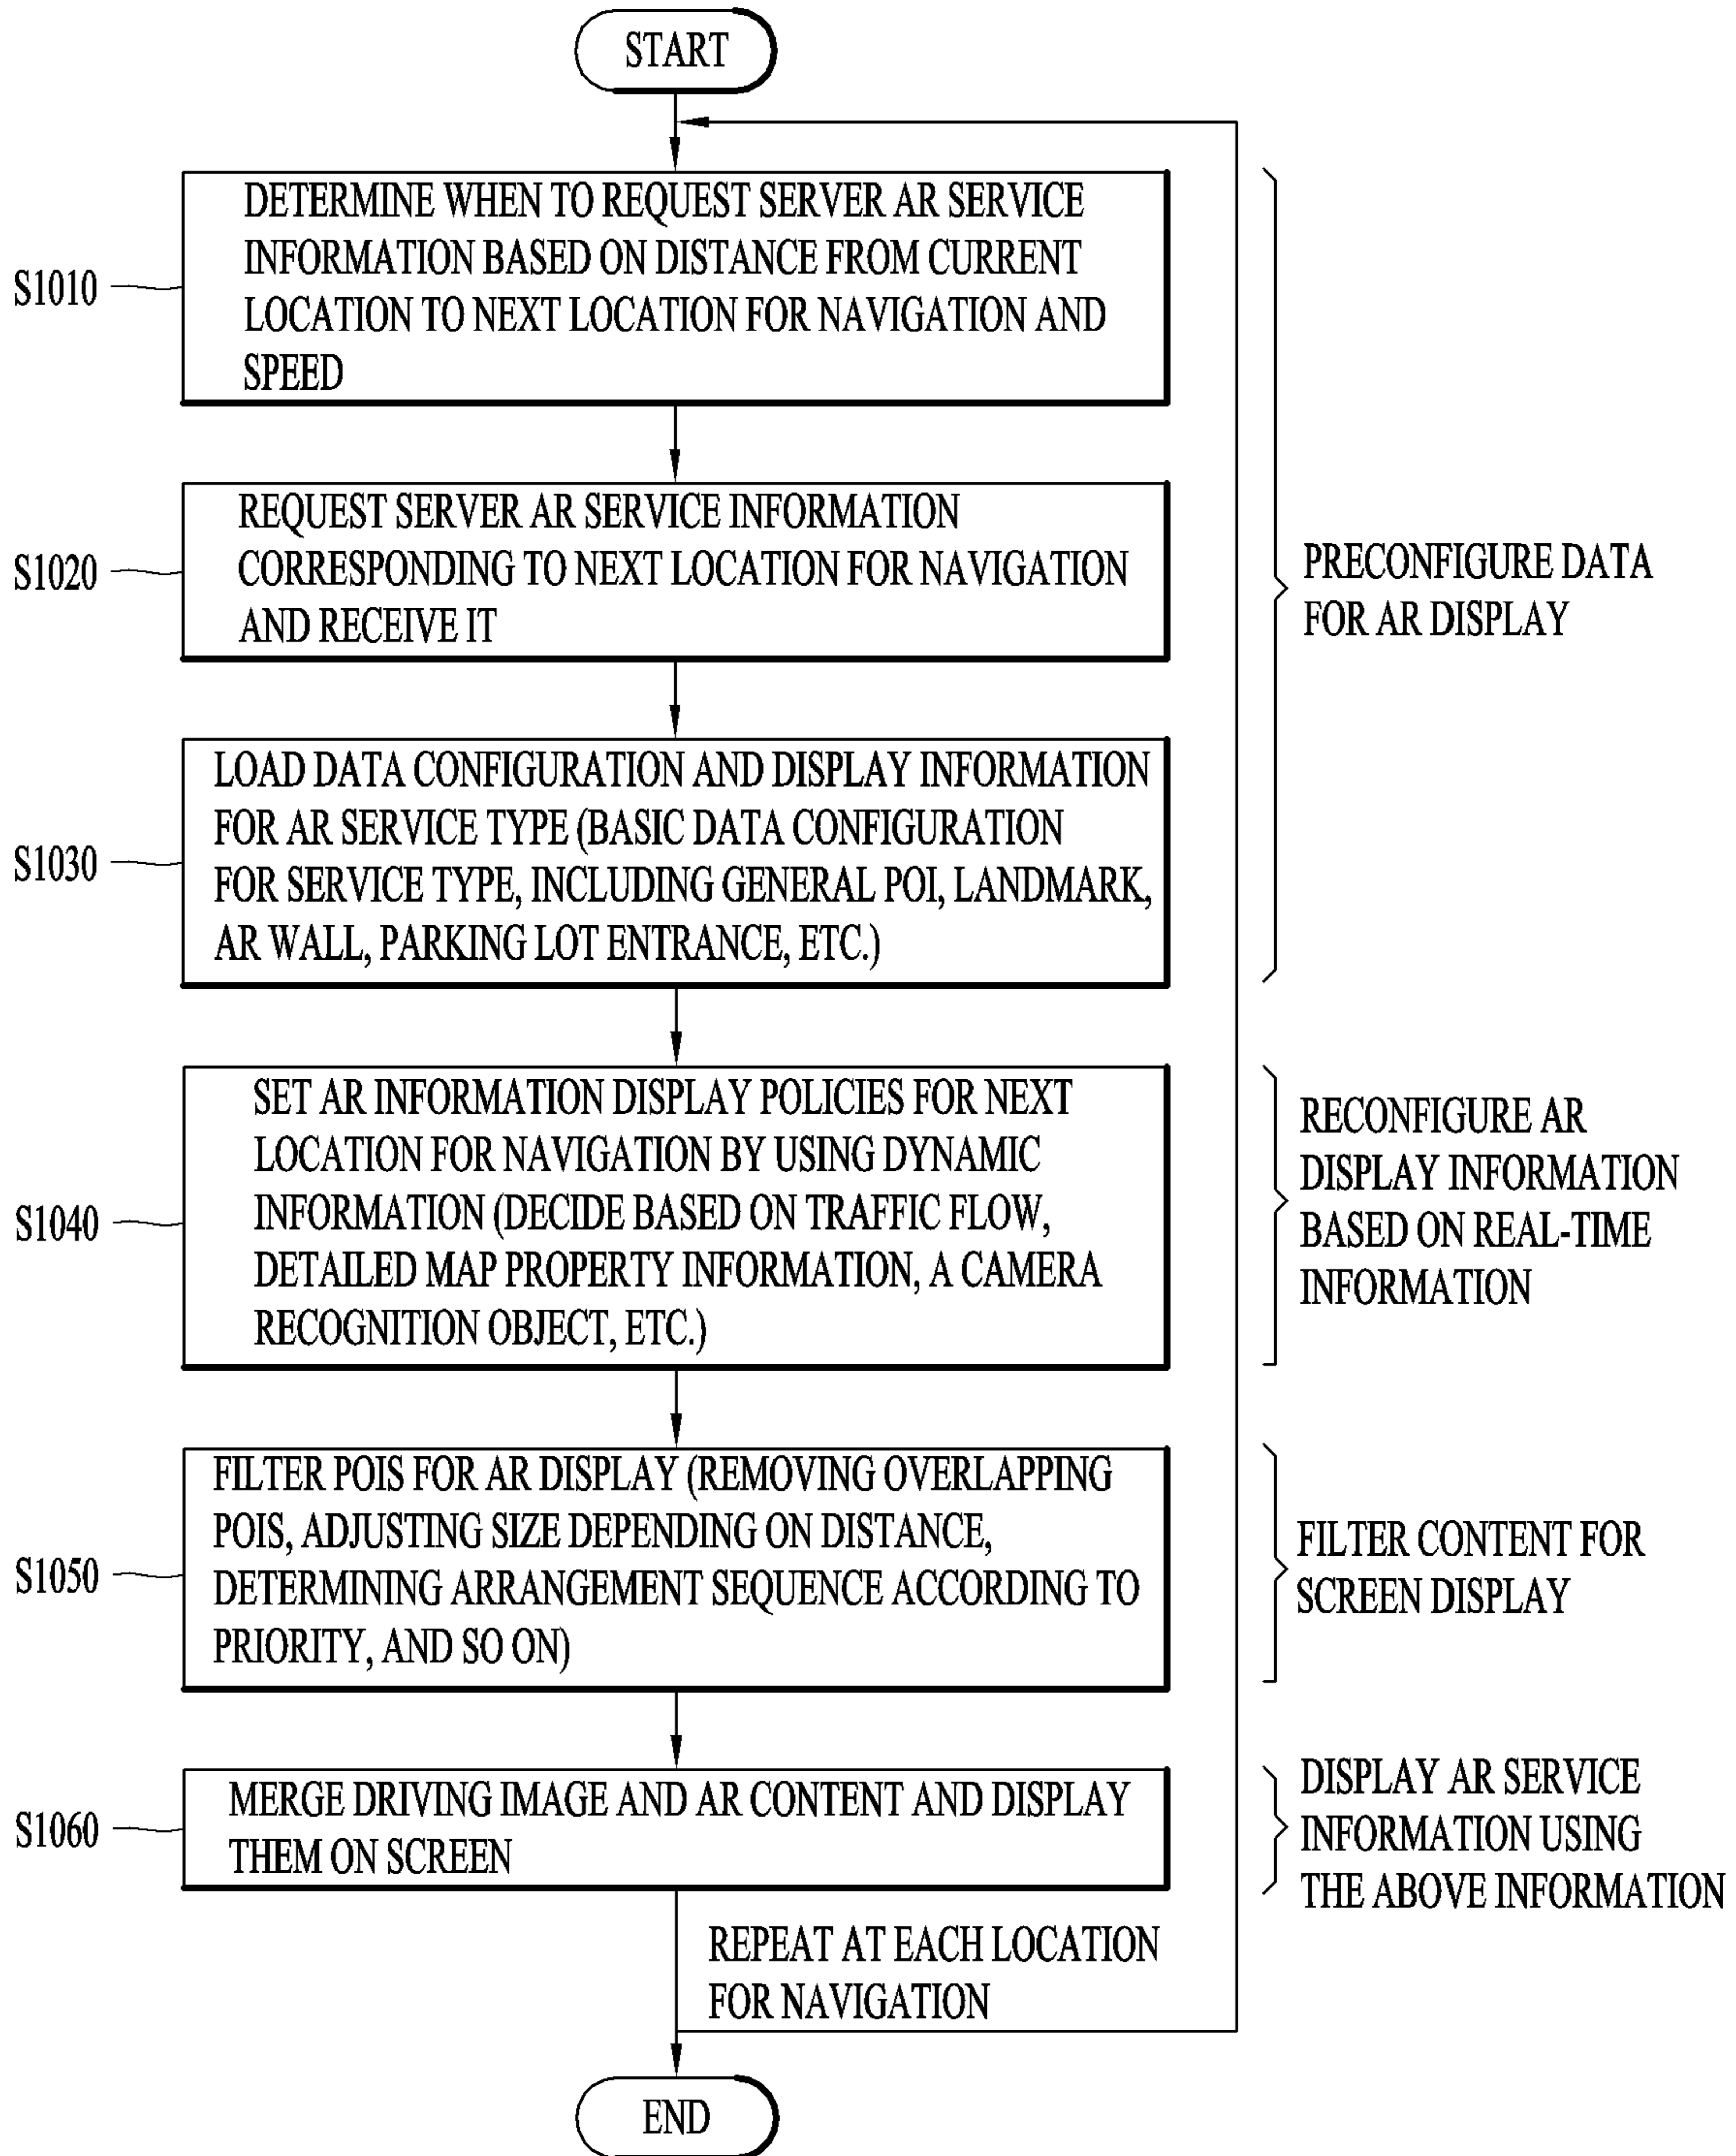 START
DETERMINE WHEN TO REQUEST SERVER AR SERVICE
INFORMATION BASED ON DISTANCE FROM CURRENT
LOCATION TO NEXT LOCATION FOR NAVIGATION AND
SPEED
S1010
REQUEST SERVER AR SERVICE INFORMATION
CORRESPONDING TO NEXT LOCATION FOR NAVIGATION
AND RECEIVE IT
S1020
LOAD DATA CONFIGURATION AND DISPLAY INFORMATION
FOR AR SERVICE TYPE (BASIC DATA CONFIGURATION
FOR SERVICE TYPE, INCLUDING GENERAL POI, LANDMARK,
AR WALL, PARKING LOT ENTRANCE, ETC.)
S1030
PRECONFIGURE DATA
FOR AR DISPLAY
SET AR INFORMATION DISPLAY POLICIES FOR NEXT
LOCATION FOR NAVIGATION BY USING DYNAMIC
INFORMATION (DECIDE BASED ON TRAFFIC FLOW,
DETAILED MAP PROPERTY INFORMATION, A CAMERA
RECOGNITION OBJECT, ETC.)
S1040
RECONFIGURE AR
DISPLAY INFORMATION
BASED ON REAL-TIME
INFORMATION
FILTER POIS FOR AR DISPLAY (REMOVING OVERLAPPING
POIS, ADJUSTING SIZE DEPENDING ON DISTANCE,
DETERMINING ARRANGEMENT SEQUENCE ACCORDING TO
PRIORITY, AND SO ON)
S1050
FILTER CONTENT FOR
SCREEN DISPLAY
MERGE DRIVING IMAGE AND AR CONTENT AND DISPLAY
THEM ON SCREEN
S1060
DISPLAY AR SERVICE
INFORMATION USING
THE ABOVE INFORMATION
REPEAT AT EACH LOCATION
FOR NAVIGATION
END